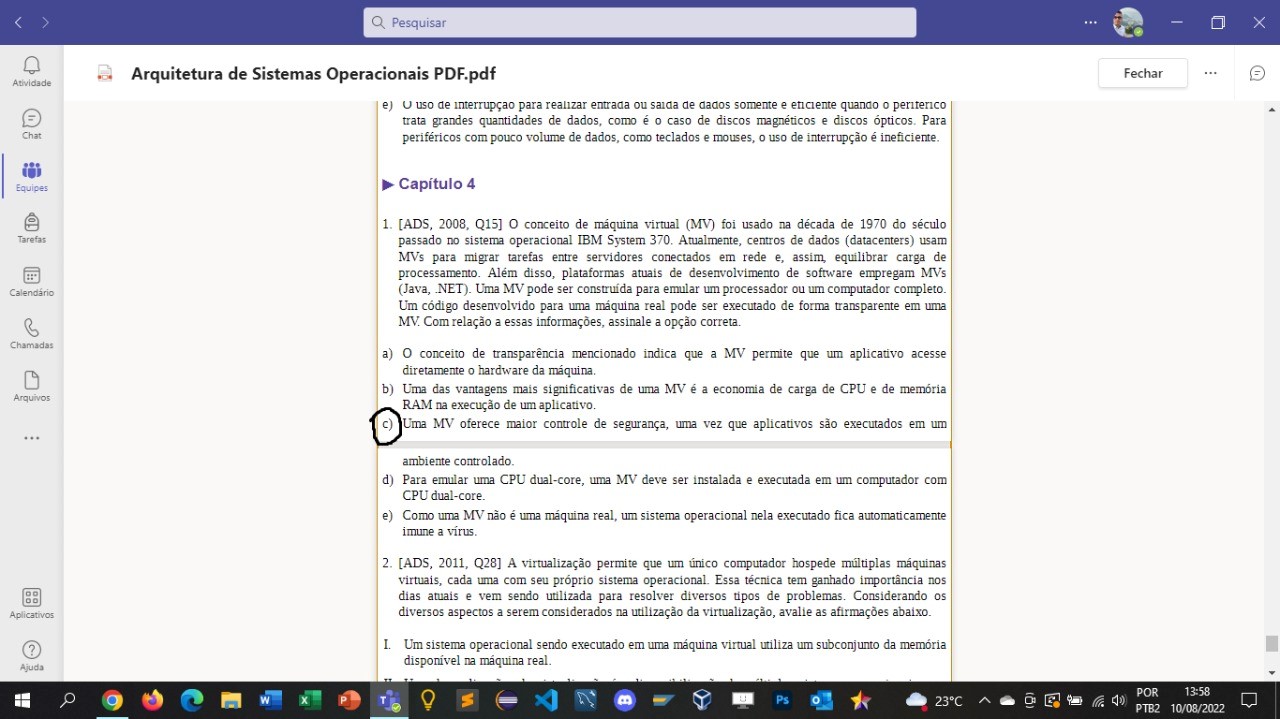 Pesquisar
Arquitetura de Sistemas Operacionais PDF.pdf
Fechar
Atividade
Chat
Equipes
Tarefas
Calendário
Chamadas
Arquivos
Aplicativos
Ajuda
e) O uso de interrupção para realizar entrada ou saída de dados somente é eficiente quando o periférico
trata grandes quantidades de dados, como é o caso de discos magnéticos e discos ópticos. Para
periféricos com pouco volume de dados, como teclados e mouses, o uso de interrupção é ineficiente.
▶ Capítulo 4
1. [ADS, 2008, Q15] O conceito de máquina virtual (MV) foi usado na década de 1970 do século
passado no sistema operacional IBM System 370. Atualmente, centros de dados (datacenters) usam
MVs para migrar tarefas entre servidores conectados em rede e, assim, equilibrar carga de
processamento. Além disso, plataformas atuais de desenvolvimento de software empregam MVs
(Java, .NET). Uma MV pode ser construída para emular um processador ou um computador completo.
Um código desenvolvido para uma máquina real pode ser executado de forma transparente em uma
MV. Com relação a essas informações, assinale a opção correta.
a) O conceito de transparência mencionado indica que a MV permite que um aplicativo acesse
diretamente o hardware da máquina.
b) Uma das vantagens mais significativas de uma MV é a economia de carga de CPU e de memória
RAM na execução de um aplicativo.
c) Uma MV oferece maior controle de segurança, uma vez que aplicativos são executados em um
ambiente controlado.
d) Para emular uma CPU dual-core, uma MV deve ser instalada e executada em um computador com
CPU dual-core.
e) Como uma MV não é uma máquina real, um sistema operacional nela executado fica automaticamente
imune a vírus.
2. [ADS, 2011, Q28] A virtualização permite que um único computador hospede múltiplas máquinas
virtuais, cada uma com seu próprio sistema operacional. Essa técnica tem ganhado importância nos
dias atuais e vem sendo utilizada para resolver diversos tipos de problemas. Considerando os
diversos aspectos a serem considerados na utilização da virtualização, avalie as afirmações abaixo.
I. Um sistema operacional sendo executado em uma máquina virtual utiliza um subconjunto da memória
disponível na máquina real.
23°C
POR
PTB2
13:58
10/08/2022